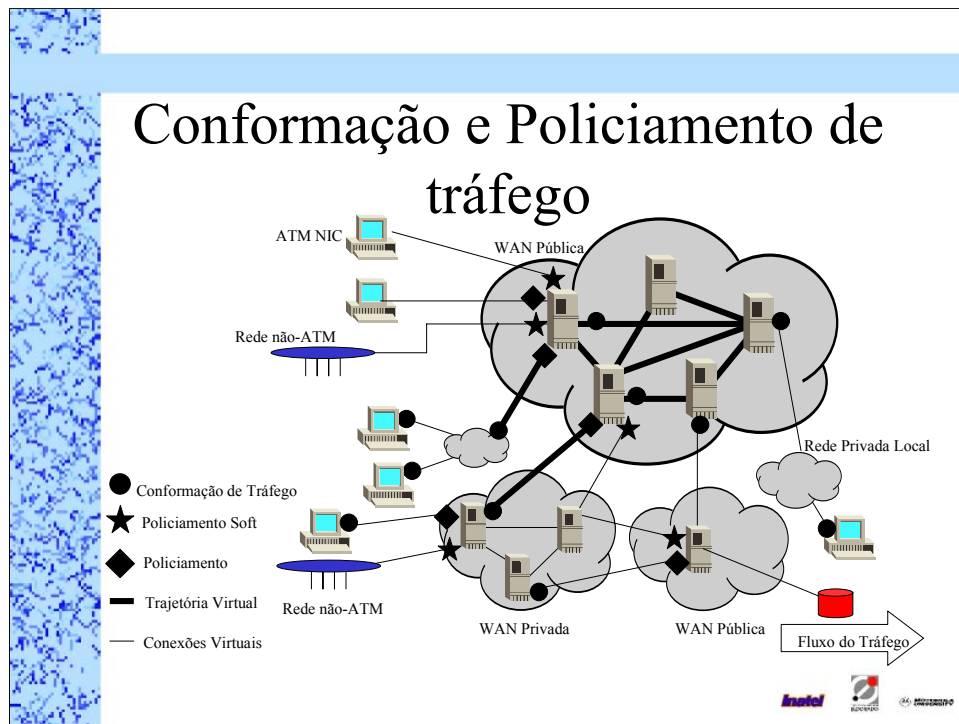 Conformação e Policiamento de
tráfego
ATM NIC
WAN Pública
Rede não-ATM
Rede Privada Local
Conformação de Tráfego
Policiamento Soft
Policiamento
Trajetória Virtual
Conexões Virtuais
Rede não-ATM
WAN Privada
WAN Pública
Fluxo do Tráfego
Inatel